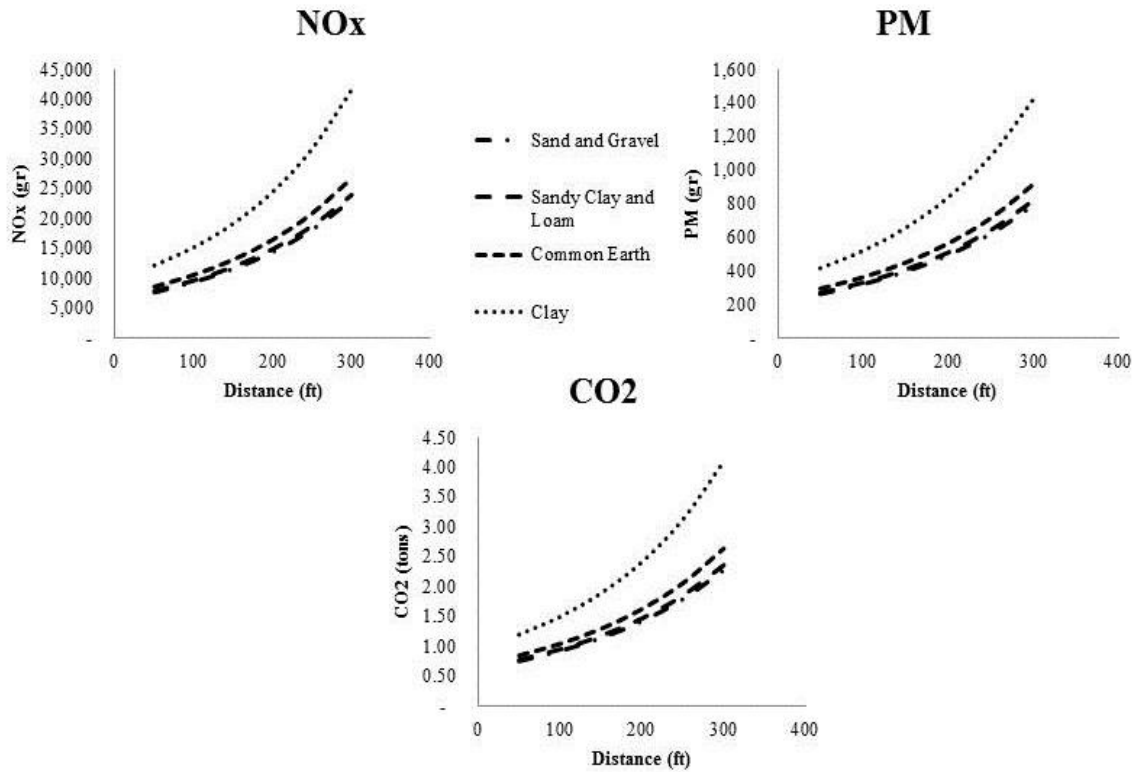 NOx
45,000
40,000
35,000
30,000
25,000
20,000
15,000
10,000
5,000
-
NOx (gr)
0 100 200 300 400
Distance (ft)
Sand and Gravel
Sandy Clay and
Loam
Common Earth
Clay
PM
1,600
1,400
1,200
1,000
800
600
400
200
-
PM (gr)
0 100 200 300 400
Distance (ft)
CO2
4.50
4.00
3.50
3.00
2.50
2.00
1.50
1.00
0.50
-
CO2 (tons)
0 100 200 300 400
Distance (ft)